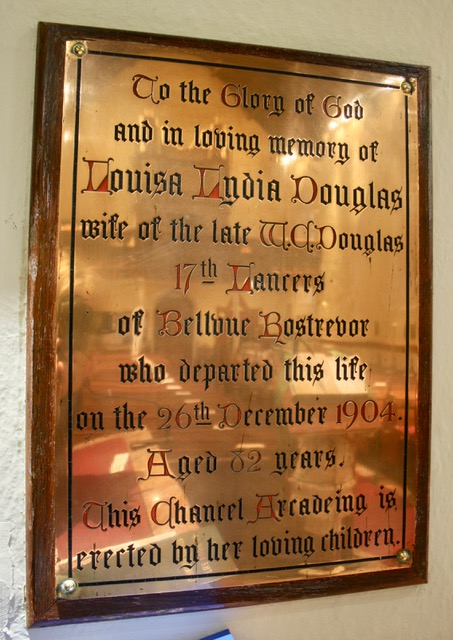 To the Glory of God
and in loving memory of
Louisa Lydia Douglas
wife of the late W.C. Douglas
17th Lancers
of Bellvue Rostrevor
who departed this life
on the 26th December 1904.
Aged 82 years.
This Chancel Arcadeing is
erected by her loving children.